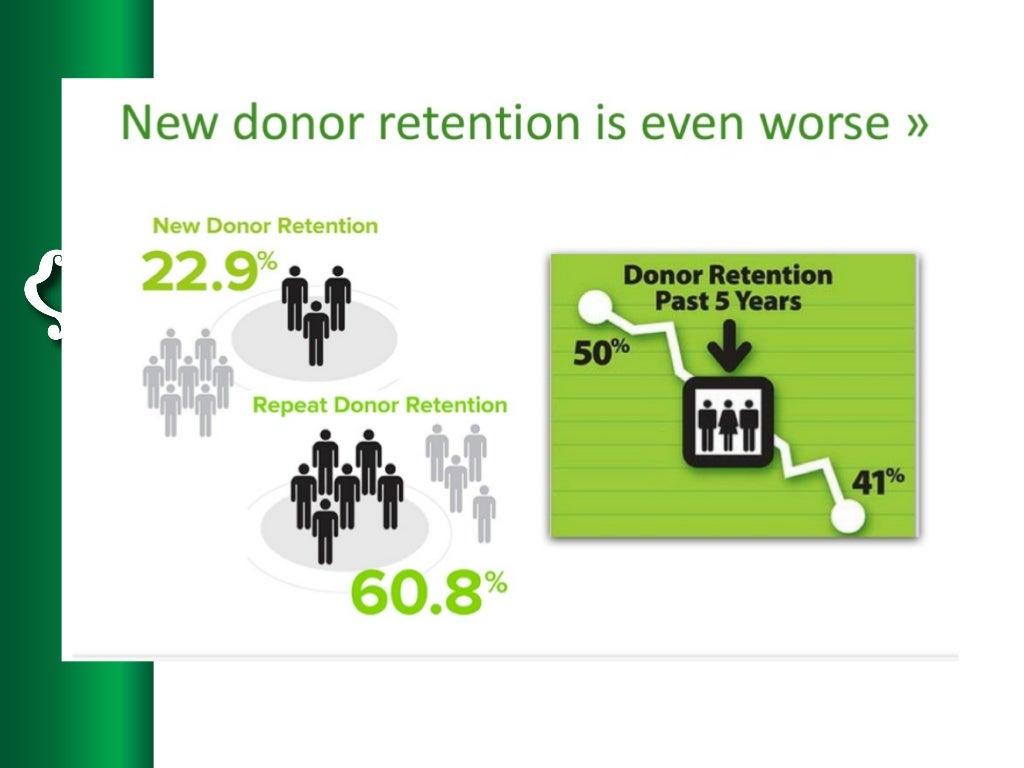 New donor retention is even worse »
New Donor Retention
22.9%
Repeat Donor Retention
60.8%
Donor Retention
Past 5 Years
50%
41%